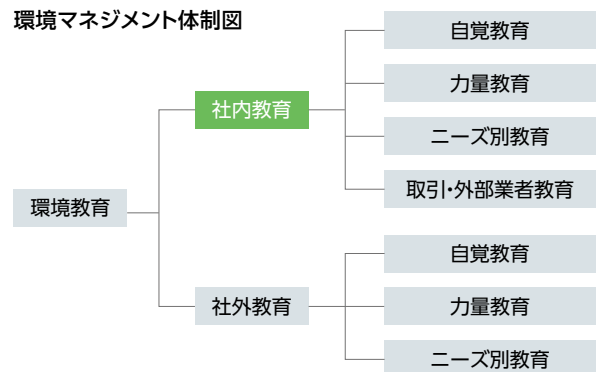 環境マネジメント体制図
環境教育
社内教育
自覚教育
力量教育
ニーズ別教育
取引・外部業者教育
社外教育
自覚教育
力量教育
ニーズ別教育